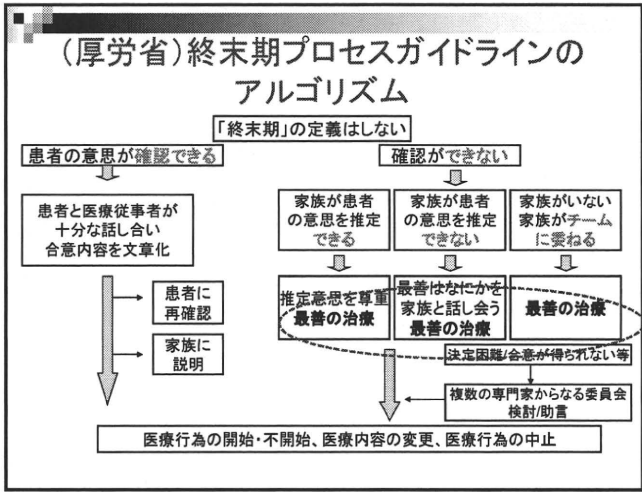 (厚労省)終末期プロセスガイドラインの
アルゴリズム
「終末期」の定義はしない
患者の意思が確認できる
確認ができない
患者と医療従事者が
十分な話し合い
合意内容を文章化
家族が患者
の意思を推定
できる
家族が患者
の意思を推定
できない
家族がいない
家族がチーム
に委ねる
患者に
再確認
家族に
説明
推定意思を尊重
最善の治療
最善はなにかを
家族と話し合う
最善の治療
最善の治療
決定困難/合意が得られない等
複数の専門家からなる委員会
検討/助言
医療行為の開始・不開始、医療内容の変更、医療行為の中止